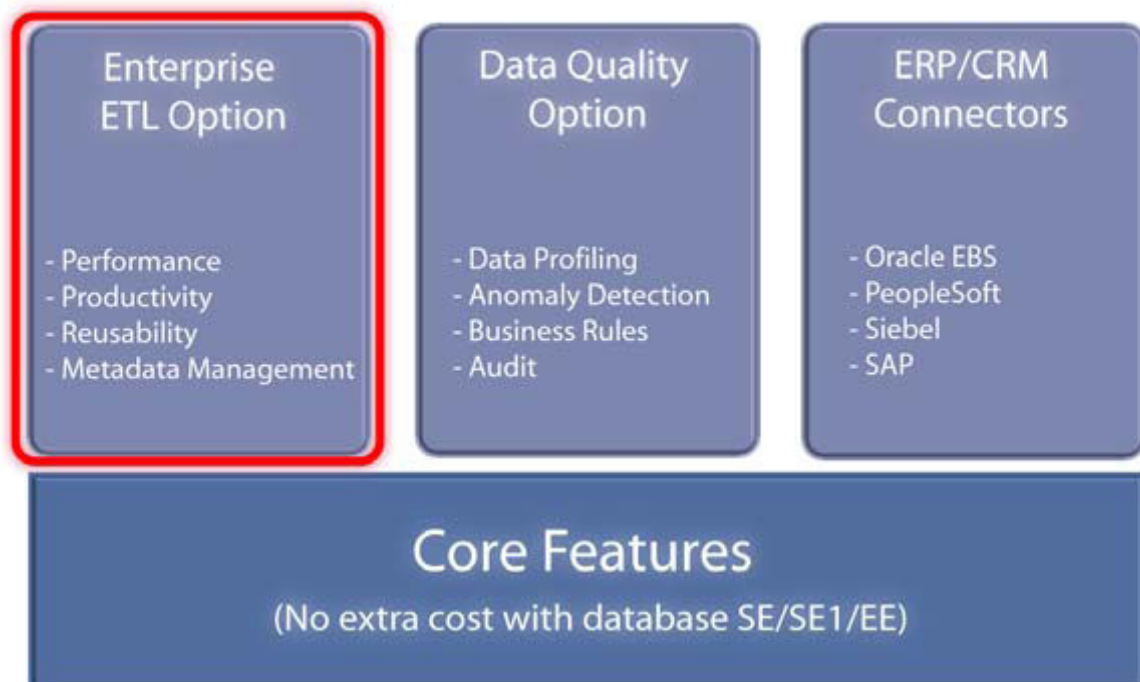 Enterprise
ETL Option
- Performance
- Productivity
- Reusability
- Metadata Management
Data Quality
Option
- Data Profiling
- Anomaly Detection
- Business Rules
- Audit
ERP/CRM
Connectors
- Oracle EBS
- PeopleSoft
- Siebel
- SAP
Core Features
(No extra cost with database SE/SE1/EE)